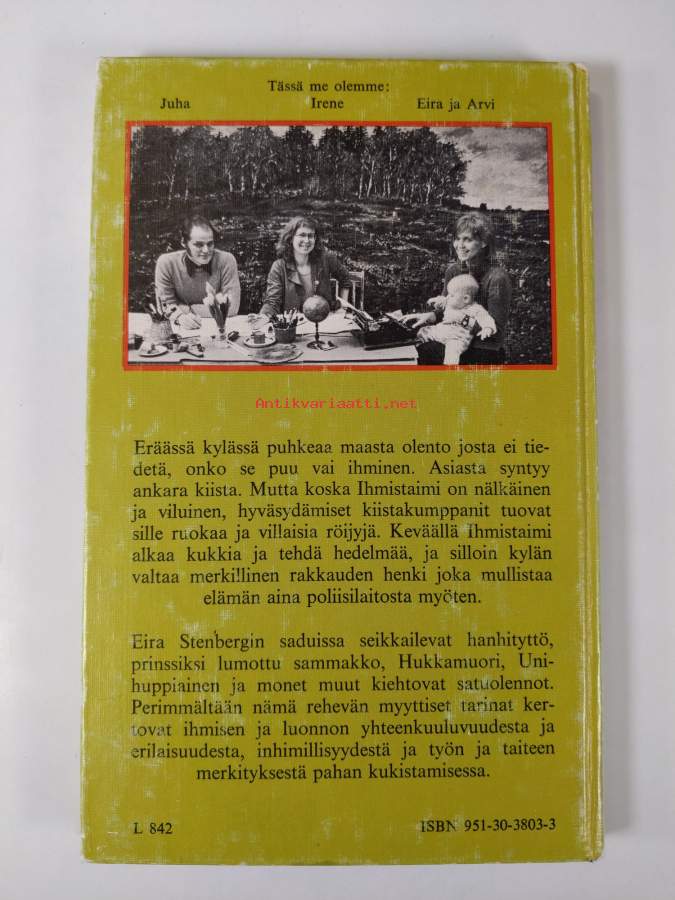 Tässä me olemme:
Juha Irene Eira ja Arvi
Antikvariaatti.net
Eräässä kylässä puhkeaa maasta olento josta ei tie-
detä, onko se puu vai ihminen. Asiasta syntyy
ankara kiista. Mutta koska Ihmistaimi on nälkäinen
ja viluinen, hyväsydämiset kiistakumppanit tuovat
sille ruokaa ja villaisia röijyjä. Keväällä Ihmistaimi
alkaa kukkia ja tehdä hedelmää, ja silloin kylän
valtaa merkillinen rakkauden henki joka mullistaa
elämän aina poliisilaitosta myöten.
Eira Stenbergin saduissa seikkailevat hanhityttö,
prinssiksi lumottu sammakko, Hukkamuori, Uni-
huppiainen ja monet muut kiehtovat satuolennot.
Perimmältään nämä rehevän myyttiset tarinat ker-
tovat ihmisen ja luonnon yhteenkuuluvuudesta ja
erilaisuudesta, inhimillisyydestä ja työn ja taiteen
merkityksestä pahan kukistamisessa.
L 842 ISBN 951-30-3803-3